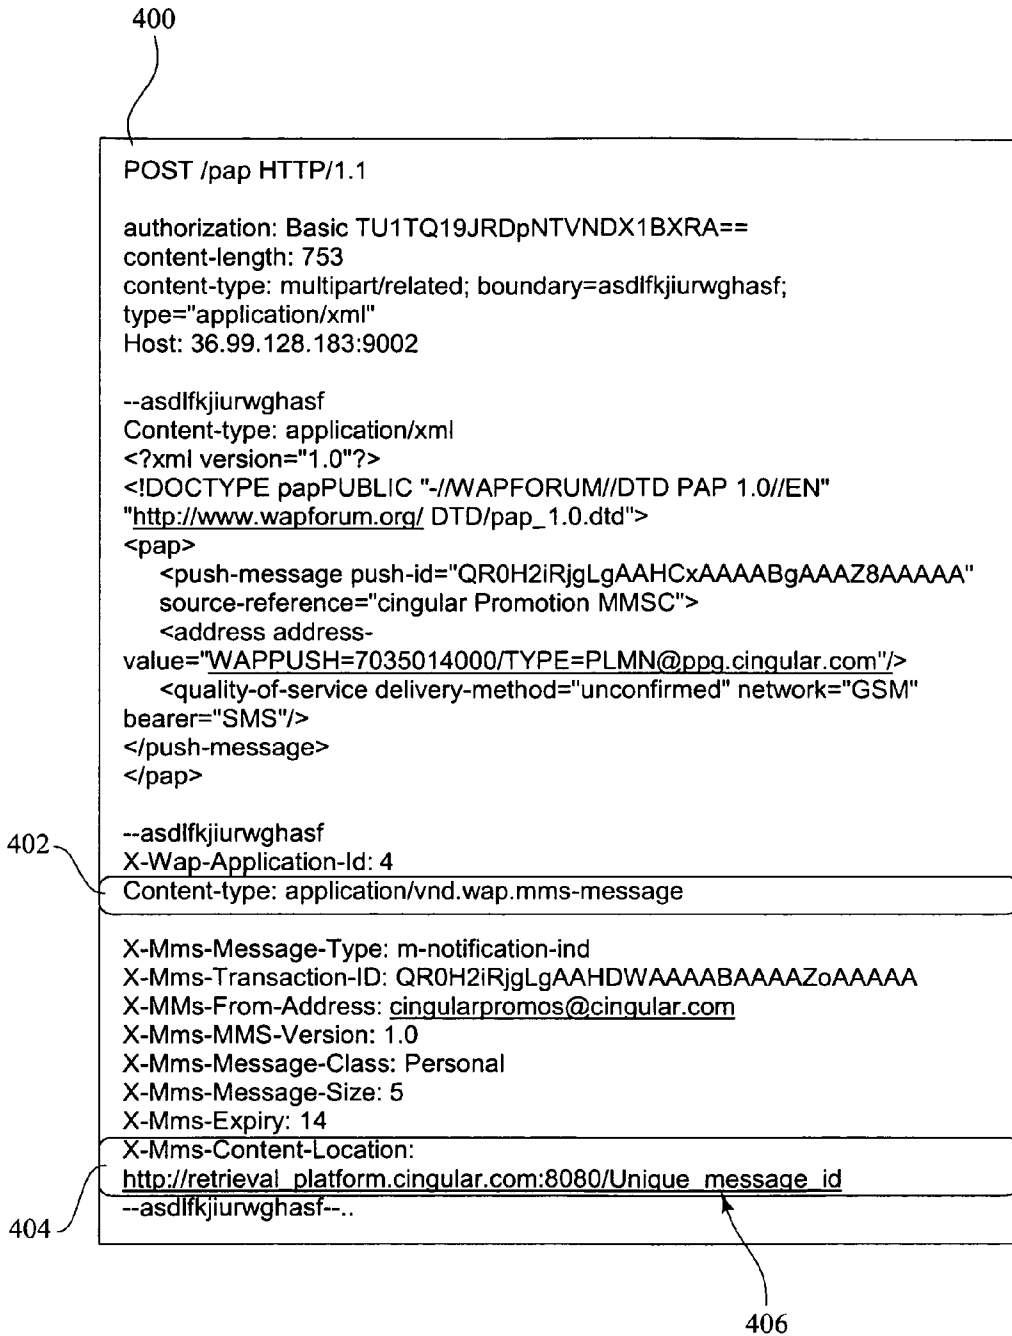 400
POST /pap HTTP/1.1
authorization: Basic TU1TQ19JRDpNTVNDX1BXRA==
content-length: 753
content-type: multipart/related; boundary=asdlfkjiurwghasf;
type="application/xml"
Host: 36.99.128.183:9002
--asdlfkjiurwghasf
Content-type: application/xml
<?xml version="1.0"?>
<!DOCTYPE papPUBLIC "-//WAPFORUM//DTD PAP 1.0//EN"
"http://www.wapforum.org/ DTD/pap_1.0.dtd">
<pap>
<push-message push-id="QR0H2iRjgLgAAHCxAAAABgAAAZ8AAAAA"
source-reference="cingular Promotion MMSC">
<address address-
value="WAPPUSH=7035014000/TYPE=PLMN@ppg.cingular.com"/>
<quality-of-service delivery-method="unconfirmed" network="GSM"
bearer="SMS"/>
</push-message>
</pap>
--asdlfkjiurwghasf
402
X-Wap-Application-Id: 4
Content-type: application/vnd.wap.mms-message
X-Mms-Message-Type: m-notification-ind
X-Mms-Transaction-ID: QR0H2iRjgLgAAHDWAAAABAAAAZoAAAAA
X-MMs-From-Address: cingularpromos@cingular.com
X-Mms-MMS-Version: 1.0
X-Mms-Message-Class: Personal
X-Mms-Message-Size: 5
X-Mms-Expiry: 14
X-Mms-Content-Location:
http://retrieval_platform.cingular.com:8080/Unique_message_id
--asdlfkjiurwghasf--..
404
406